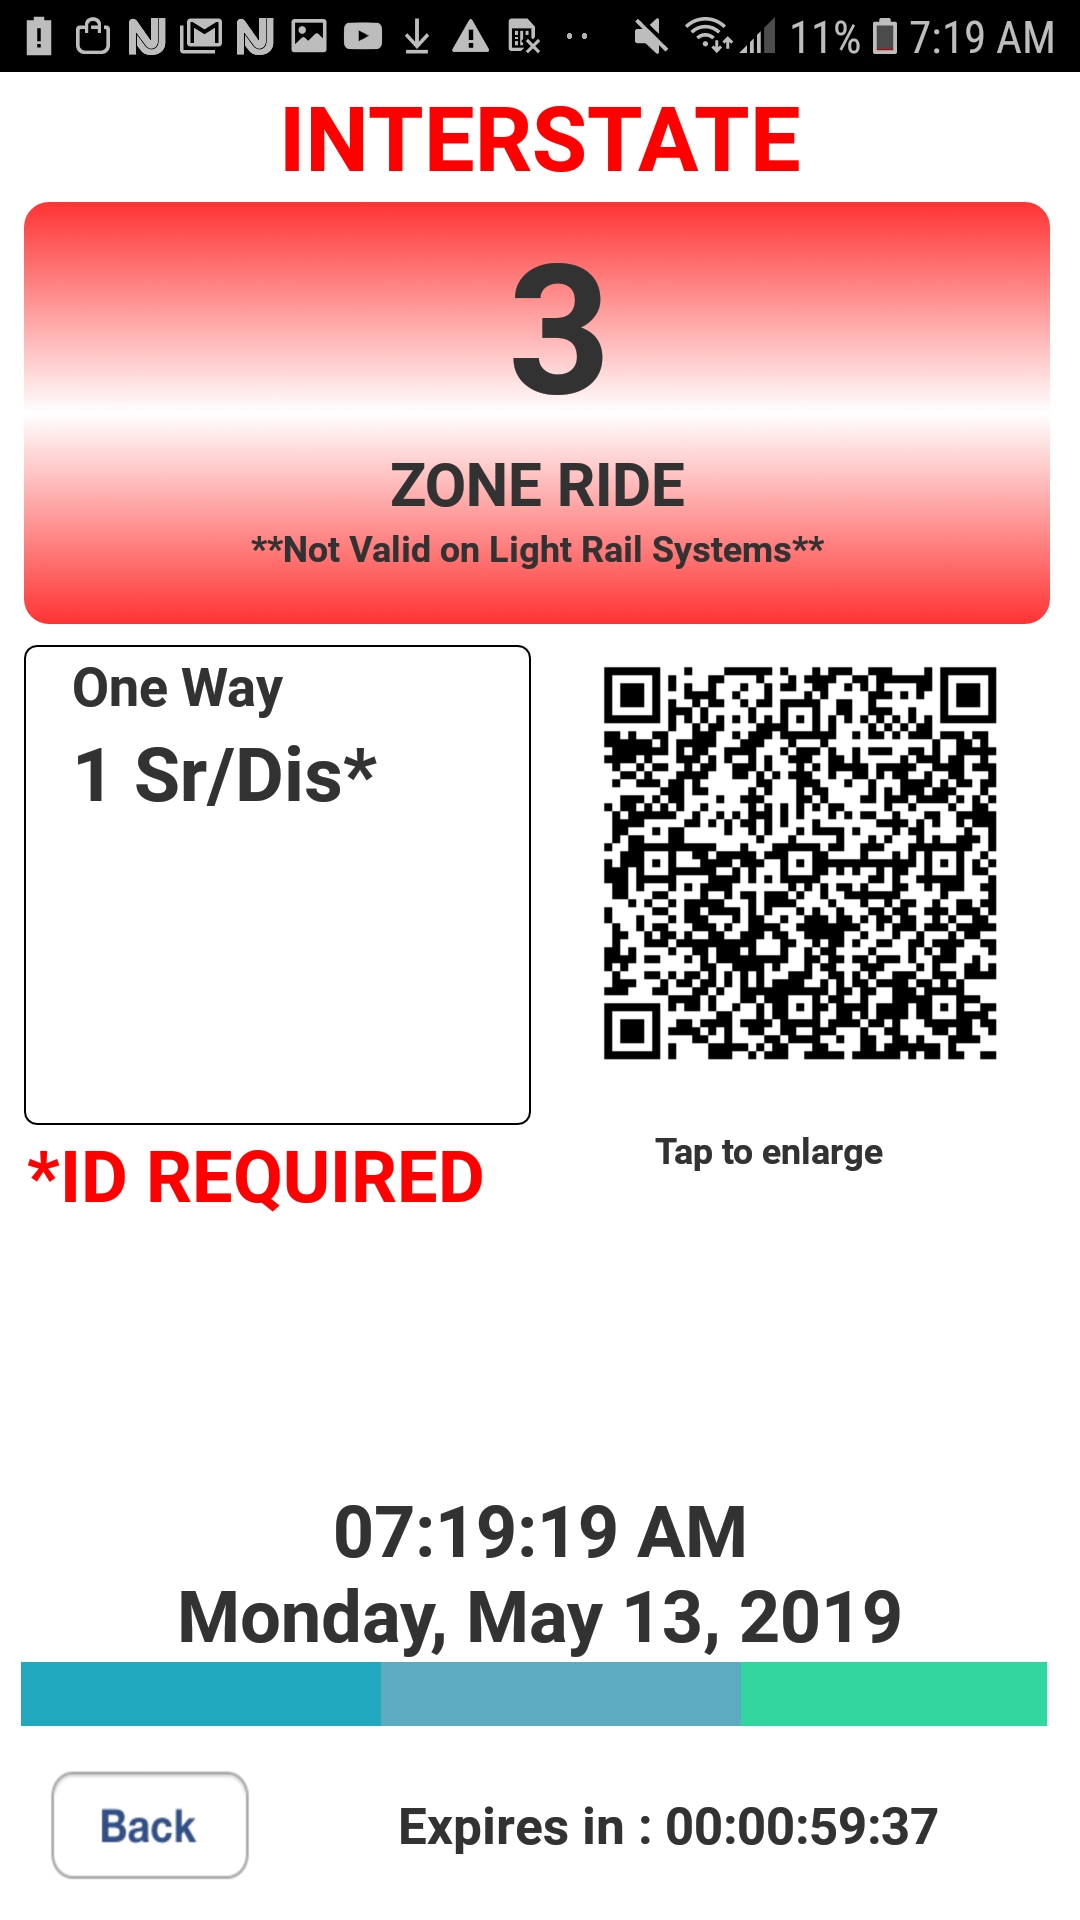 11% 7:19 AM
INTERSTATE
3
ZONE RIDE
**Not Valid on Light Rail Systems**
One Way
1 Sr/Dis*
*ID REQUIRED
Tap to enlarge
07:19:19 AM
Monday, May 13, 2019
Back
Expires in : 00:00:59:37